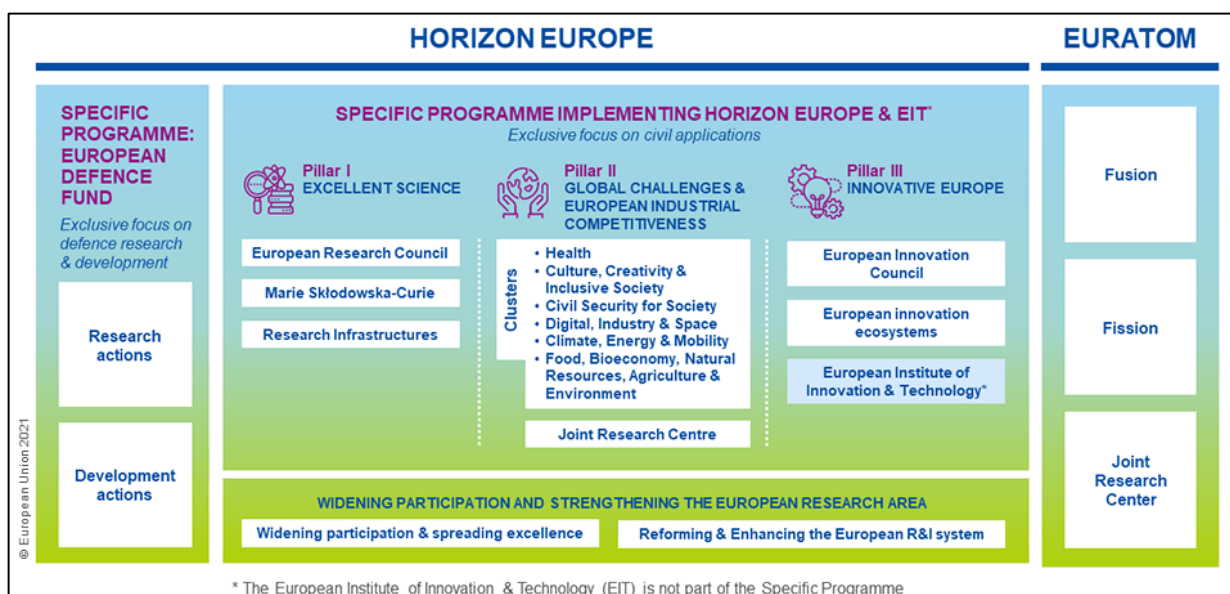 HORIZON EUROPE
EURATOM
SPECIFIC
PROGRAMME:
EUROPEAN
DEFENCE
FUND
Exclusive focus on
defence research
& development
Research
actions
Development
actions
SPECIFIC PROGRAMME IMPLEMENTING HORIZON EUROPE & EIT*
Exclusive focus on civil applications
Pillar I
EXCELLENT SCIENCE
European Research Council
Marie Skłodowska-Curie
Research Infrastructures
Pillar II
GLOBAL CHALLENGES &
EUROPEAN INDUSTRIAL
COMPETITIVENESS
Clusters
• Health
• Culture, Creativity &
Inclusive Society
• Civil Security for Society
• Digital, Industry & Space
• Climate, Energy & Mobility
• Food, Bioeconomy, Natural
Resources, Agriculture &
Environment
Joint Research Centre
Pillar III
INNOVATIVE EUROPE
European Innovation
Council
European innovation
ecosystems
European Institute of
Innovation & Technology*
WIDENING PARTICIPATION AND STRENGTHENING THE EUROPEAN RESEARCH AREA
Widening participation & spreading excellence
Reforming & Enhancing the European R&I system
Fusion
Fission
Joint
Research
Center
© European Union 2021
* The European Institute of Innovation & Technology (EIT) is not part of the Specific Programme